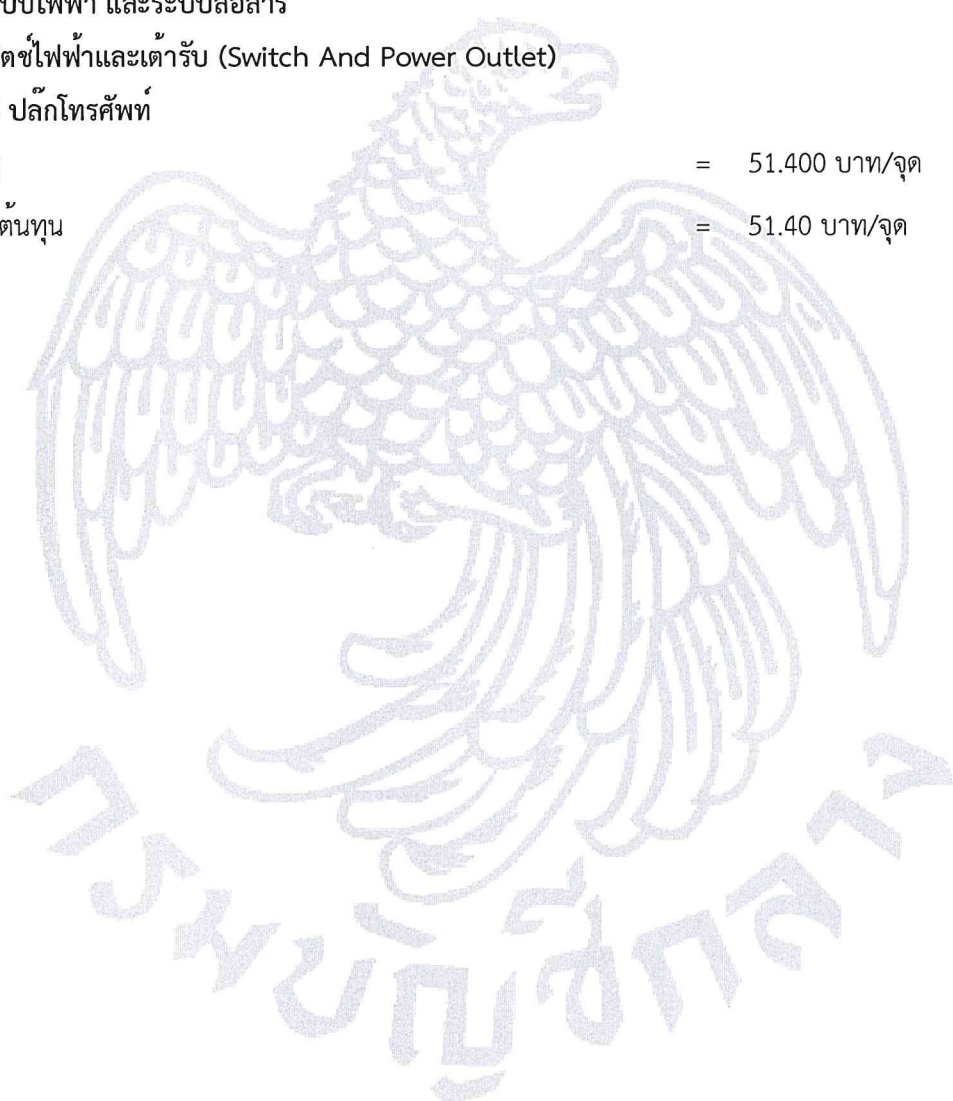 บบไฟฟ้า และระบบสื่อสาร
ตช์ไฟฟ้าและเต้ารับ (Switch And Power Outlet)
ปลั๊กโทรศัพท์
= 51.400 บาท/จุด
ต้นทุน = 51.40 บาท/จุด
กรมบัญชีกลาง